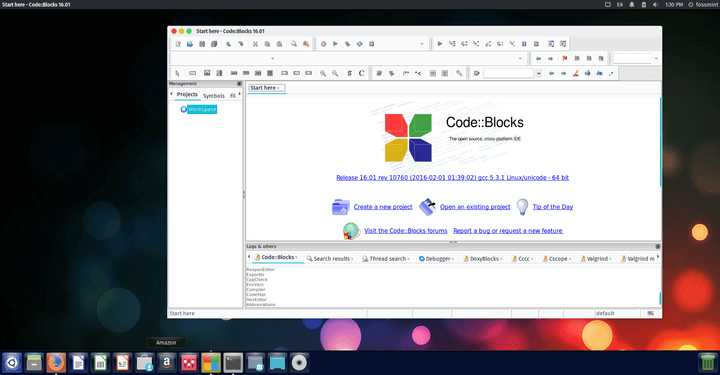 Start here - Code::Blocks 16.01
EN
1:30 PM
fossmint
Start here - Code::Blocks 16.01
S
C
Management
Projects
Symbols
Fil
Workspace
Start here
Code::Blocks
The open source, cross platform IDE
Release 16.01 rev 10760 (2016-02-01 01:39:02) gcc 5.3.1 Linux/unicode - 64 bit
Create a new project
Open an existing project
Tip of the Day
Visit the Code::Blocks forums
Report a bug or request a new feature
Logs & others
Code::Blocks
Search results
Thread search
Debugger
DoxyBlocks
Cccc
Cscope
Valgrind
Valgrind m
ReopenEditor
Exporter
CppCheck
EnvVars
Compiler
CodeStat
HexEditor
Abbreviations
Start here
default
Amazon
a